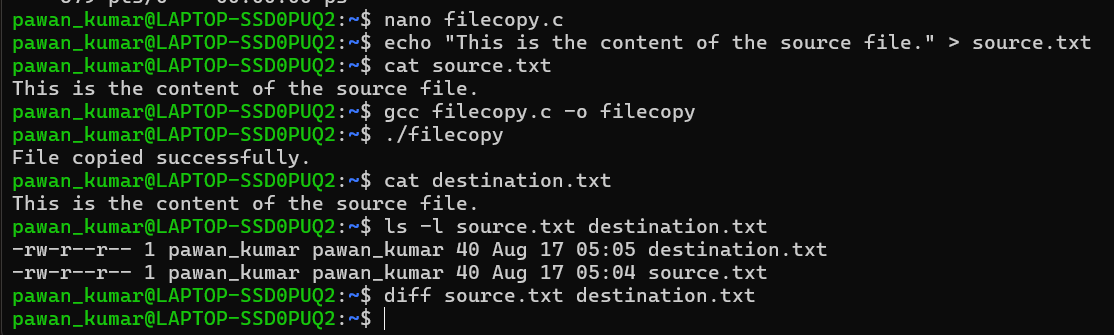 pawan_kumar@LAPTOP-SSD0PUQ2:~$ nano filecopy.c
pawan_kumar@LAPTOP-SSD0PUQ2:~$ echo "This is the content of the source file." > source.txt
pawan_kumar@LAPTOP-SSD0PUQ2:~$ cat source.txt
This is the content of the source file.
pawan_kumar@LAPTOP-SSD0PUQ2:~$ gcc filecopy.c -o filecopy
pawan_kumar@LAPTOP-SSD0PUQ2:~$ ./filecopy
File copied successfully.
pawan_kumar@LAPTOP-SSD0PUQ2:~$ cat destination.txt
This is the content of the source file.
pawan_kumar@LAPTOP-SSD0PUQ2:~$ ls -l source.txt destination.txt
-rw-r--r-- 1 pawan_kumar pawan_kumar 40 Aug 17 05:05 destination.txt
-rw-r--r-- 1 pawan_kumar pawan_kumar 40 Aug 17 05:04 source.txt
pawan_kumar@LAPTOP-SSD0PUQ2:~$ diff source.txt destination.txt
pawan_kumar@LAPTOP-SSD0PUQ2:~$